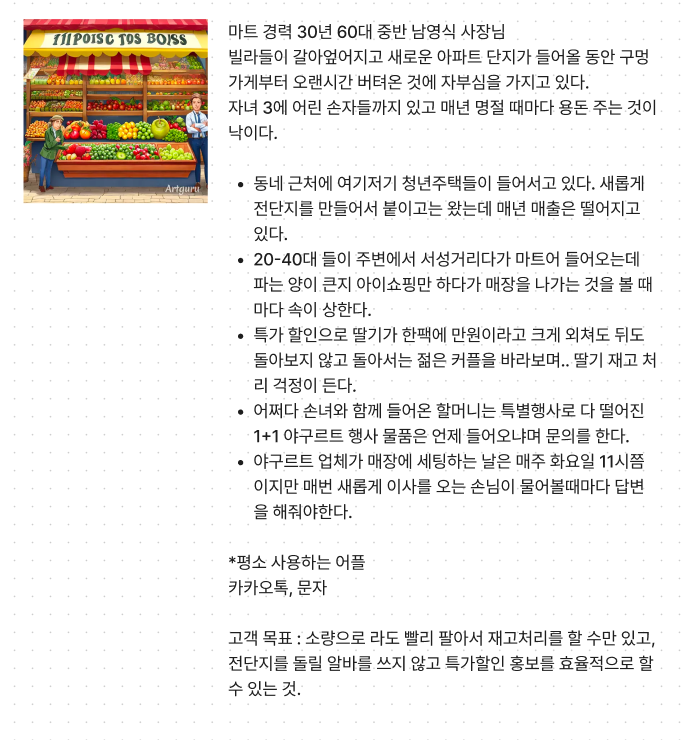 마트 경력 30년 60대 중반 남영식 사장님
빌라들이 갈아엎어지고 새로운 아파트 단지가 들어올 동안 구멍
가게부터 오랜시간 버텨온 것에 자부심을 가지고 있다.
자녀 3에 어린 손자들까지 있고 매년 명절 때마다 용돈 주는 것이
낙이다.
• 동네 근처에 여기저기 청년주택들이 들어서고 있다. 새롭게
전단지를 만들어서 붙이고는 왔는데 매년 매출은 떨어지고
있다.
• 20-40대 들이 주변에서 서성거리다가 마트어 들어오는데
파는 양이 큰지 아이쇼핑만 하다가 매장을 나가는 것을 볼 때
마다 속이 상한다.
• 특가 할인으로 딸기가 한팩에 만원이라고 크게 외쳐도 뒤도
돌아보지 않고 돌아서는 젊은 커플을 바라보며.. 딸기 재고 처
리 걱정이 든다.
• 어쩌다 손녀와 함께 들어온 할머니는 특별행사로 다 떨어진
1+1 야구르트 행사 물품은 언제 들어오냐며 문의를 한다.
• 야구르트 업체가 매장에 세팅하는 날은 매주 화요일 11시쯤
이지만 매번 새롭게 이사를 오는 손님이 물어볼때마다 답변
을 해줘야한다.
*평소 사용하는 어플
카카오톡, 문자
고객 목표 : 소량으로 라도 빨리 팔아서 재고처리를 할 수만 있고,
전단지를 돌릴 알바를 쓰지 않고 특가할인 홍보를 효율적으로 할
수 있는 것.
Artguru